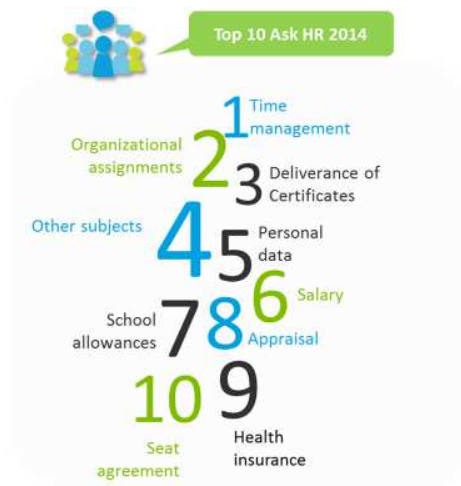 Top 10 Ask HR 2014
1 Time
management
Organizational
assignments 2
3 Deliverance of
Certificates
Other subjects 4
5 Personal
data
6 Salary
School
allowances 7
8 Appraisal
9
Health
insurance
10
Seat
agreement